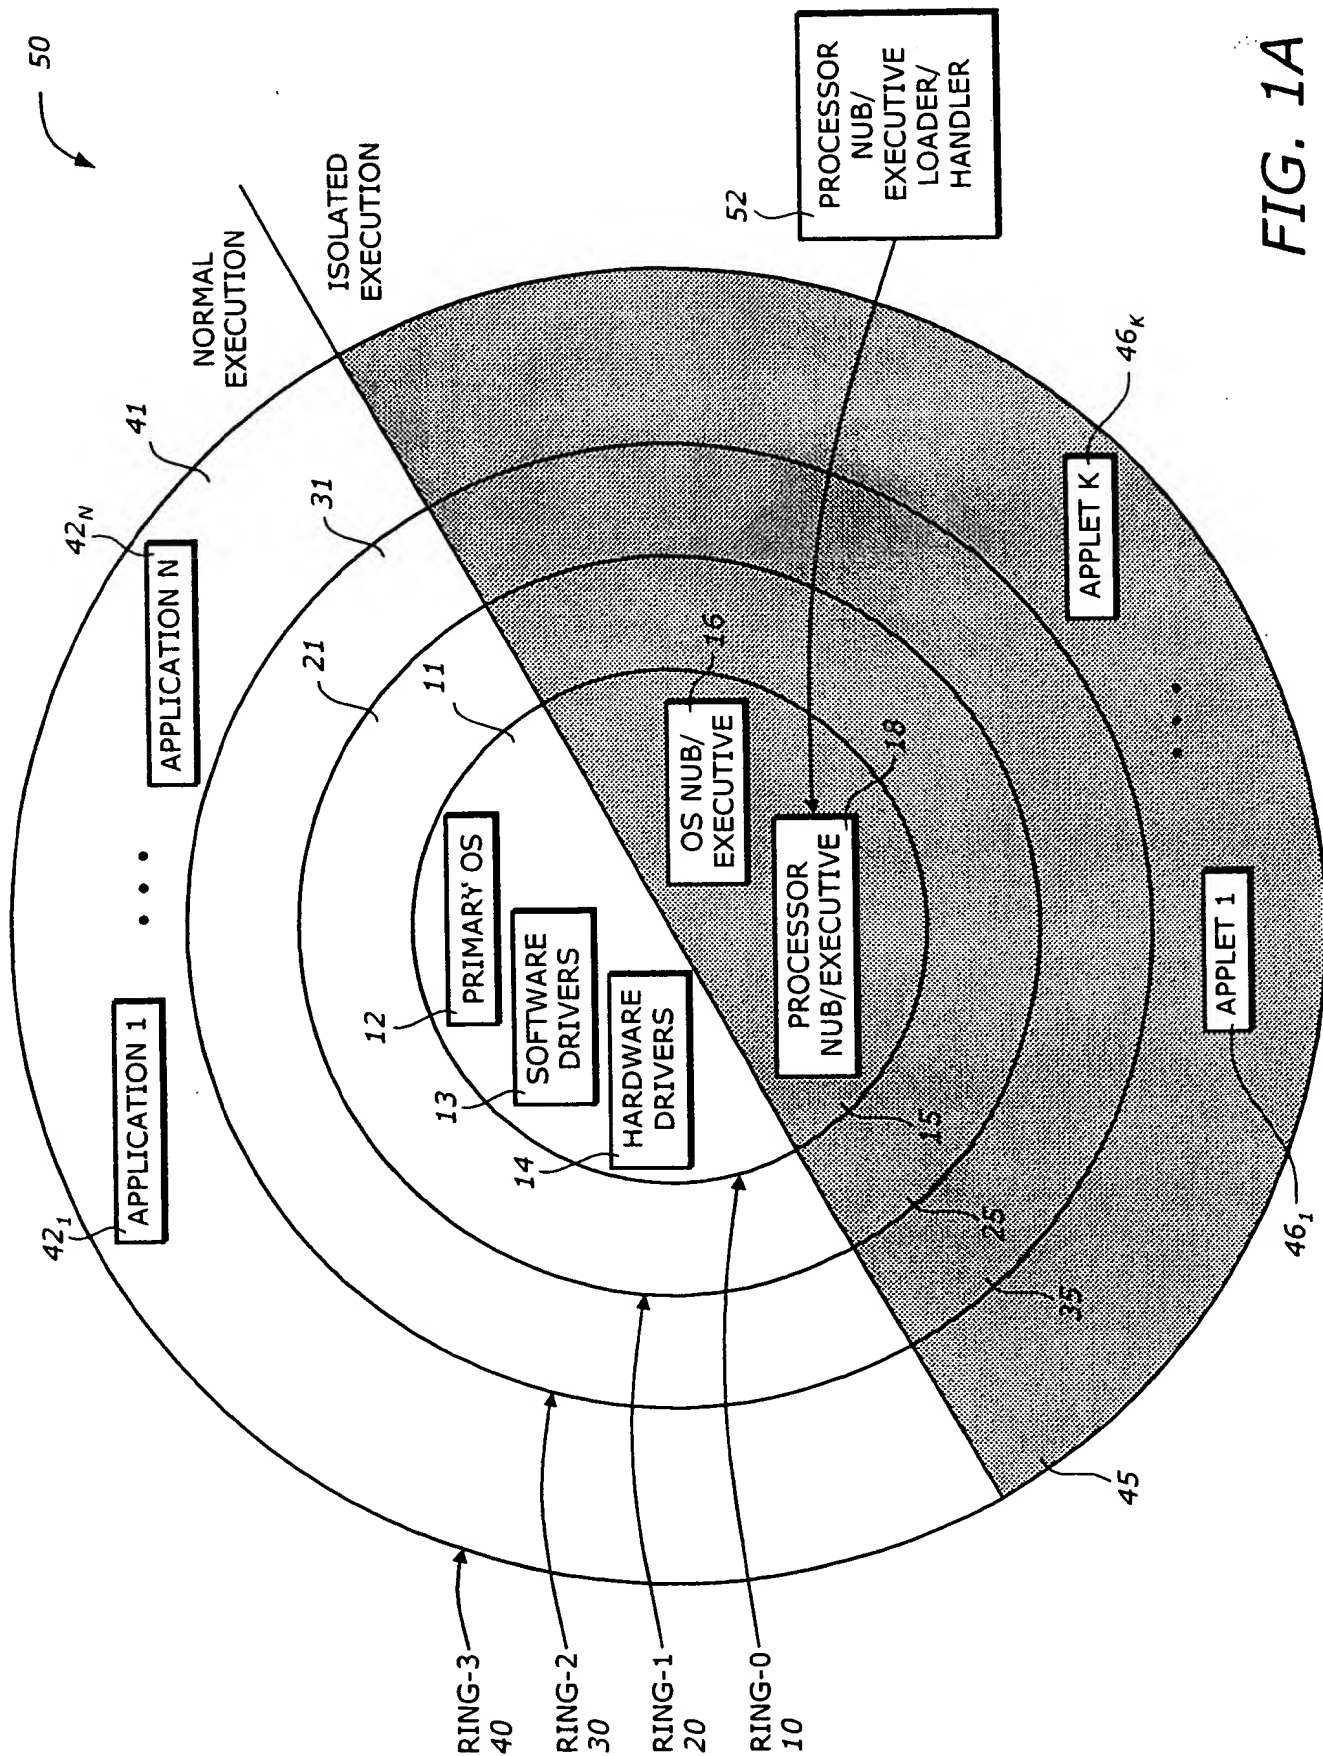 50
NORMAL
EXECUTION
ISOLATED
EXECUTION
41
42N
APPLICATION N
APPLICATION 1
421
31
21
11
12
PRIMARY OS
13
SOFTWARE
DRIVERS
14
HARDWARE
DRIVERS
OS NUB/
EXECUTIVE
16
PROCESSOR
NUB/EXECUTIVE
18
15
25
35
45
52
PROCESSOR
NUB/
EXECUTIVE
LOADER/
HANDLER
APPLET K
46K
APPLET 1
461
RING-3
40
RING-2
30
RING-1
20
RING-0
10
FIG. 1A